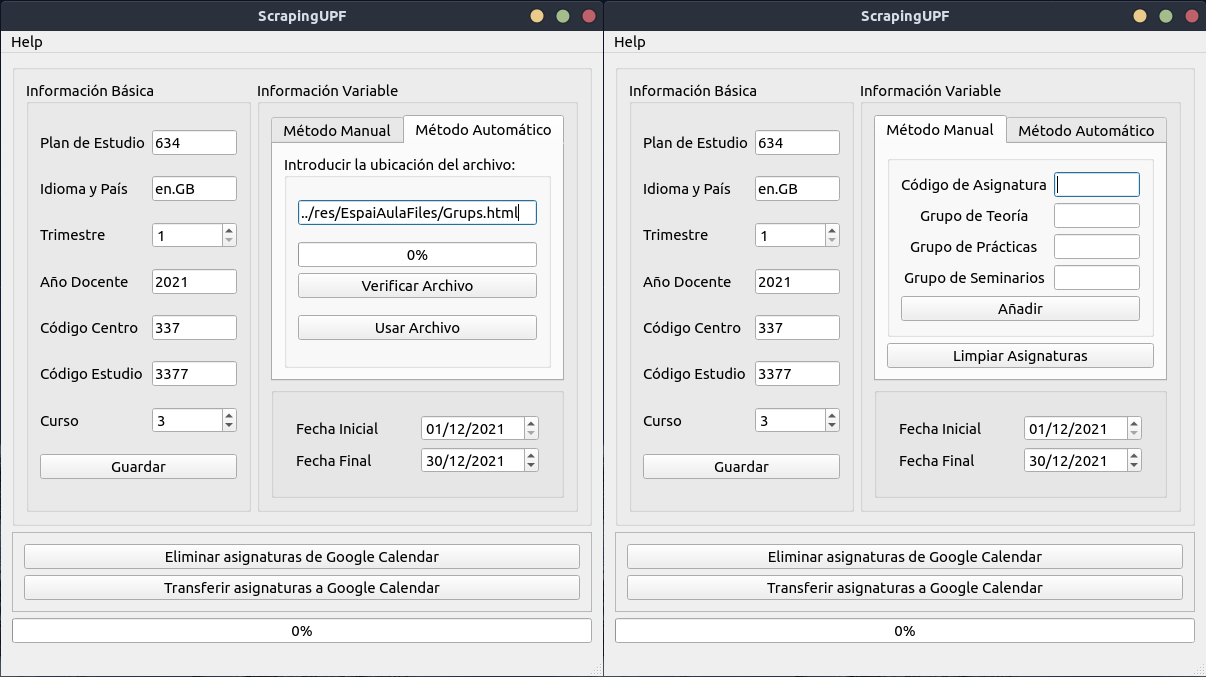 ScrapingUPF
Help
Información Básica
Plan de Estudio 634
Idioma y País en.GB
Trimestre 1
Año Docente 2021
Código Centro 337
Código Estudio 3377
Curso 3
Guardar
Información Variable
Método Manual Método Automático
Introducir la ubicación del archivo:
../res/EspaiAulaFiles/Grups.html
0%
Verificar Archivo
Usar Archivo
Fecha Inicial 01/12/2021
Fecha Final 30/12/2021
Eliminar asignaturas de Google Calendar
Transferir asignaturas a Google Calendar
0%
ScrapingUPF
Help
Información Básica
Plan de Estudio 634
Idioma y País en.GB
Trimestre 1
Año Docente 2021
Código Centro 337
Código Estudio 3377
Curso 3
Guardar
Información Variable
Método Manual Método Automático
Código de Asignatura
Grupo de Teoría
Grupo de Prácticas
Grupo de Seminarios
Añadir
Limpiar Asignaturas
Fecha Inicial 01/12/2021
Fecha Final 30/12/2021
Eliminar asignaturas de Google Calendar
Transferir asignaturas a Google Calendar
0%